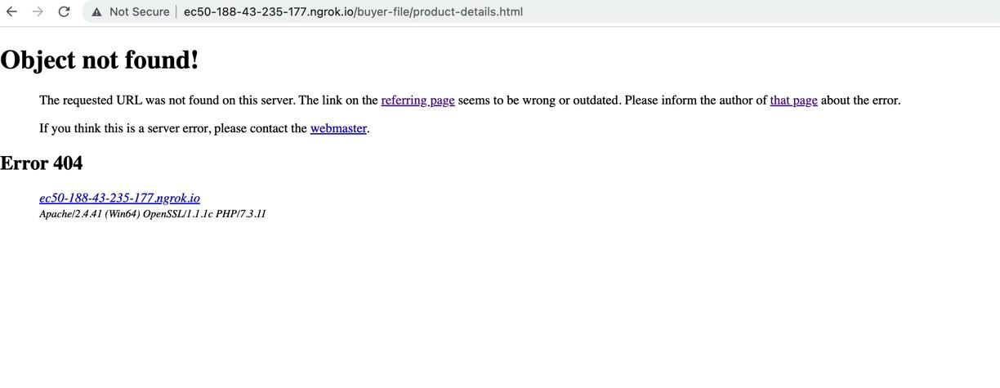 Not Secure | ec50-188-43-235-177.ngrok.io/buyer-file/product-details.html
Object not found!
The requested URL was not found on this server. The link on the referring page seems to be wrong or outdated. Please inform the author of that page about the error.
If you think this is a server error, please contact the webmaster.
Error 404
ec50-188-43-235-177.ngrok.io
Apache/2.4.41 (Win64) OpenSSL/1.1.1c PHP/7.3.11